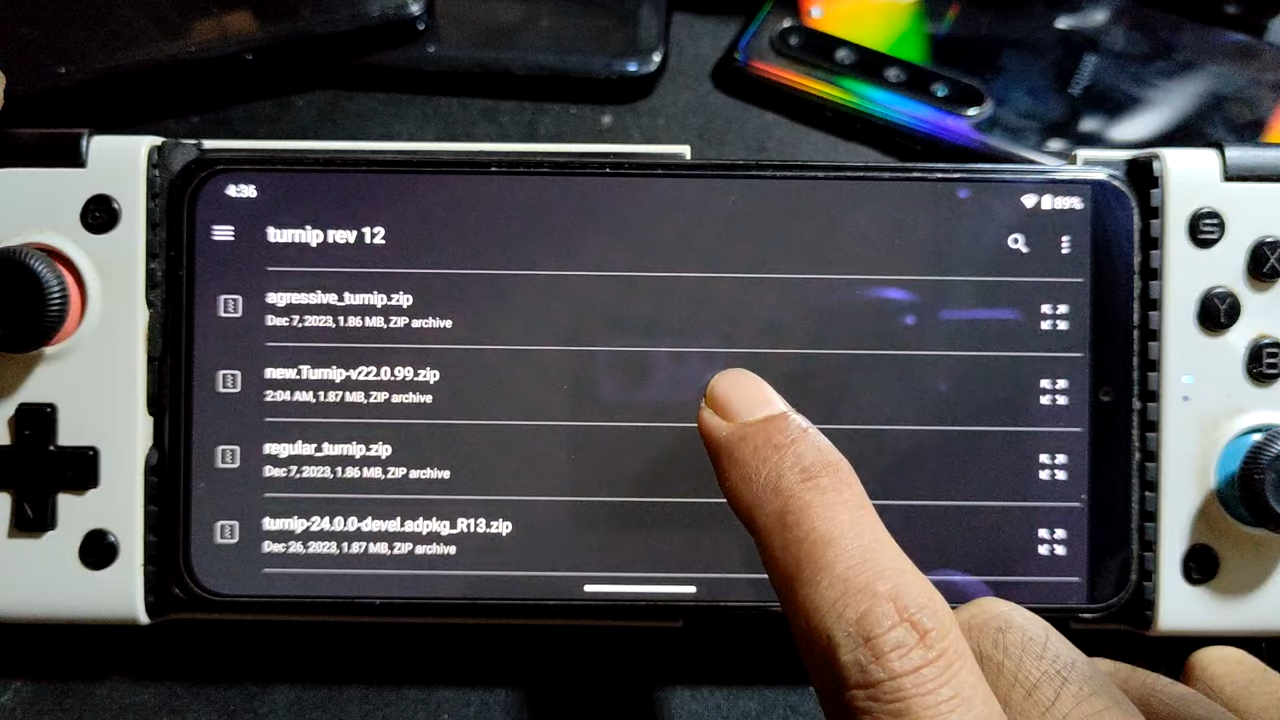 4:36
89%
turnip rev 12
agressive_turnip.zip
Dec 7, 2023, 1.86 MB, ZIP archive
new.Turnip-v22.0.99.zip
2:04 AM, 1.87 MB, ZIP archive
regular_turnip.zip
Dec 7, 2023, 1.86 MB, ZIP archive
turnip-24.0.0-devel.adpkg_R13.zip
Dec 26, 2023, 1.87 MB, ZIP archive
S
X
Y
B